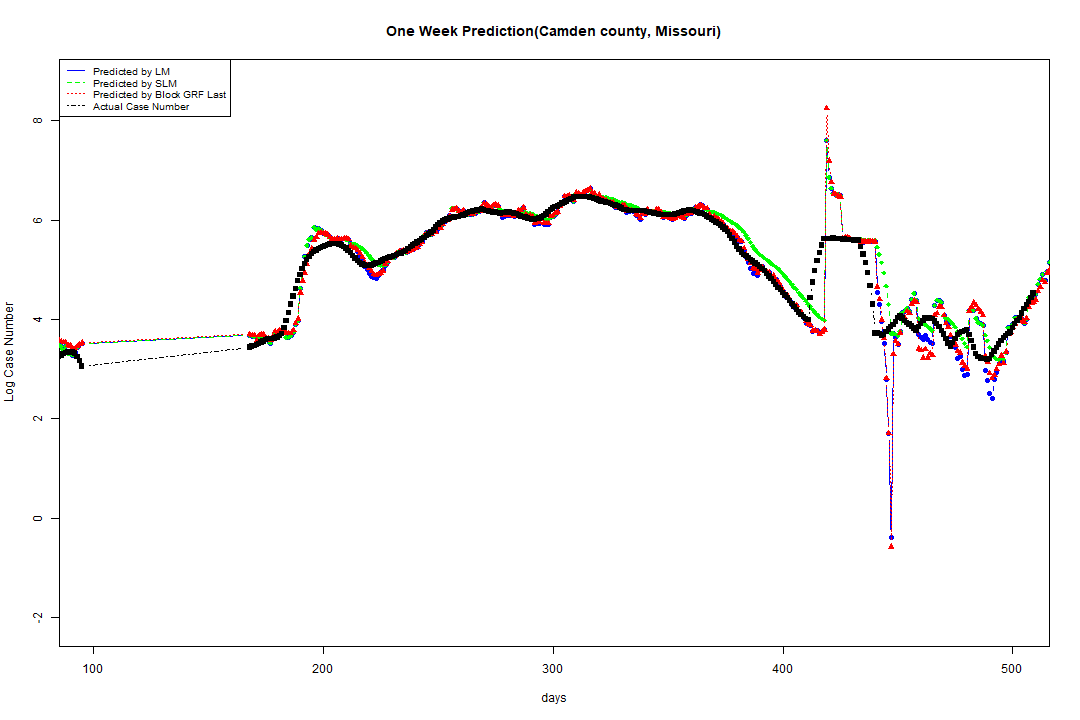 One Week Prediction(Camden county, Missouri)
Predicted by LM
Predicted by SLM
Predicted by Block GRF Last
Actual Case Number
8
6
4
2
0
-2
Log Case Number
100 200 300 400 500
days